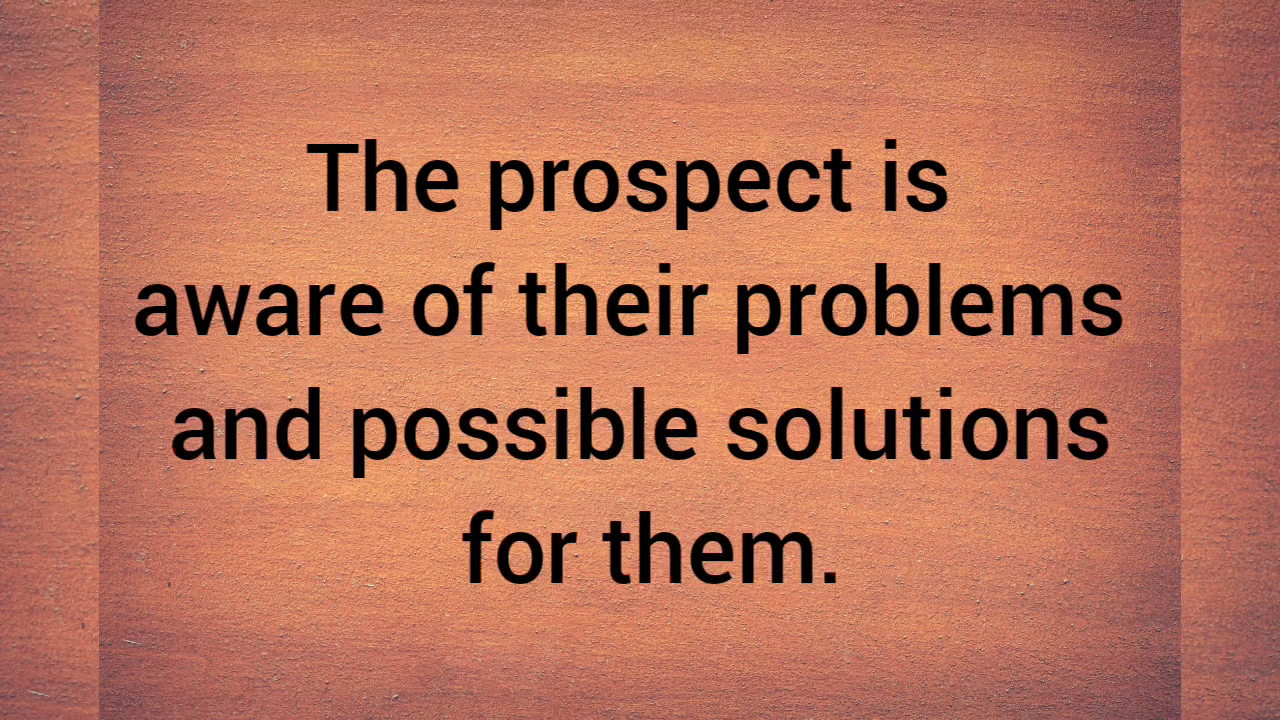 The prospect is
aware of their problems
and possible solutions
for them.